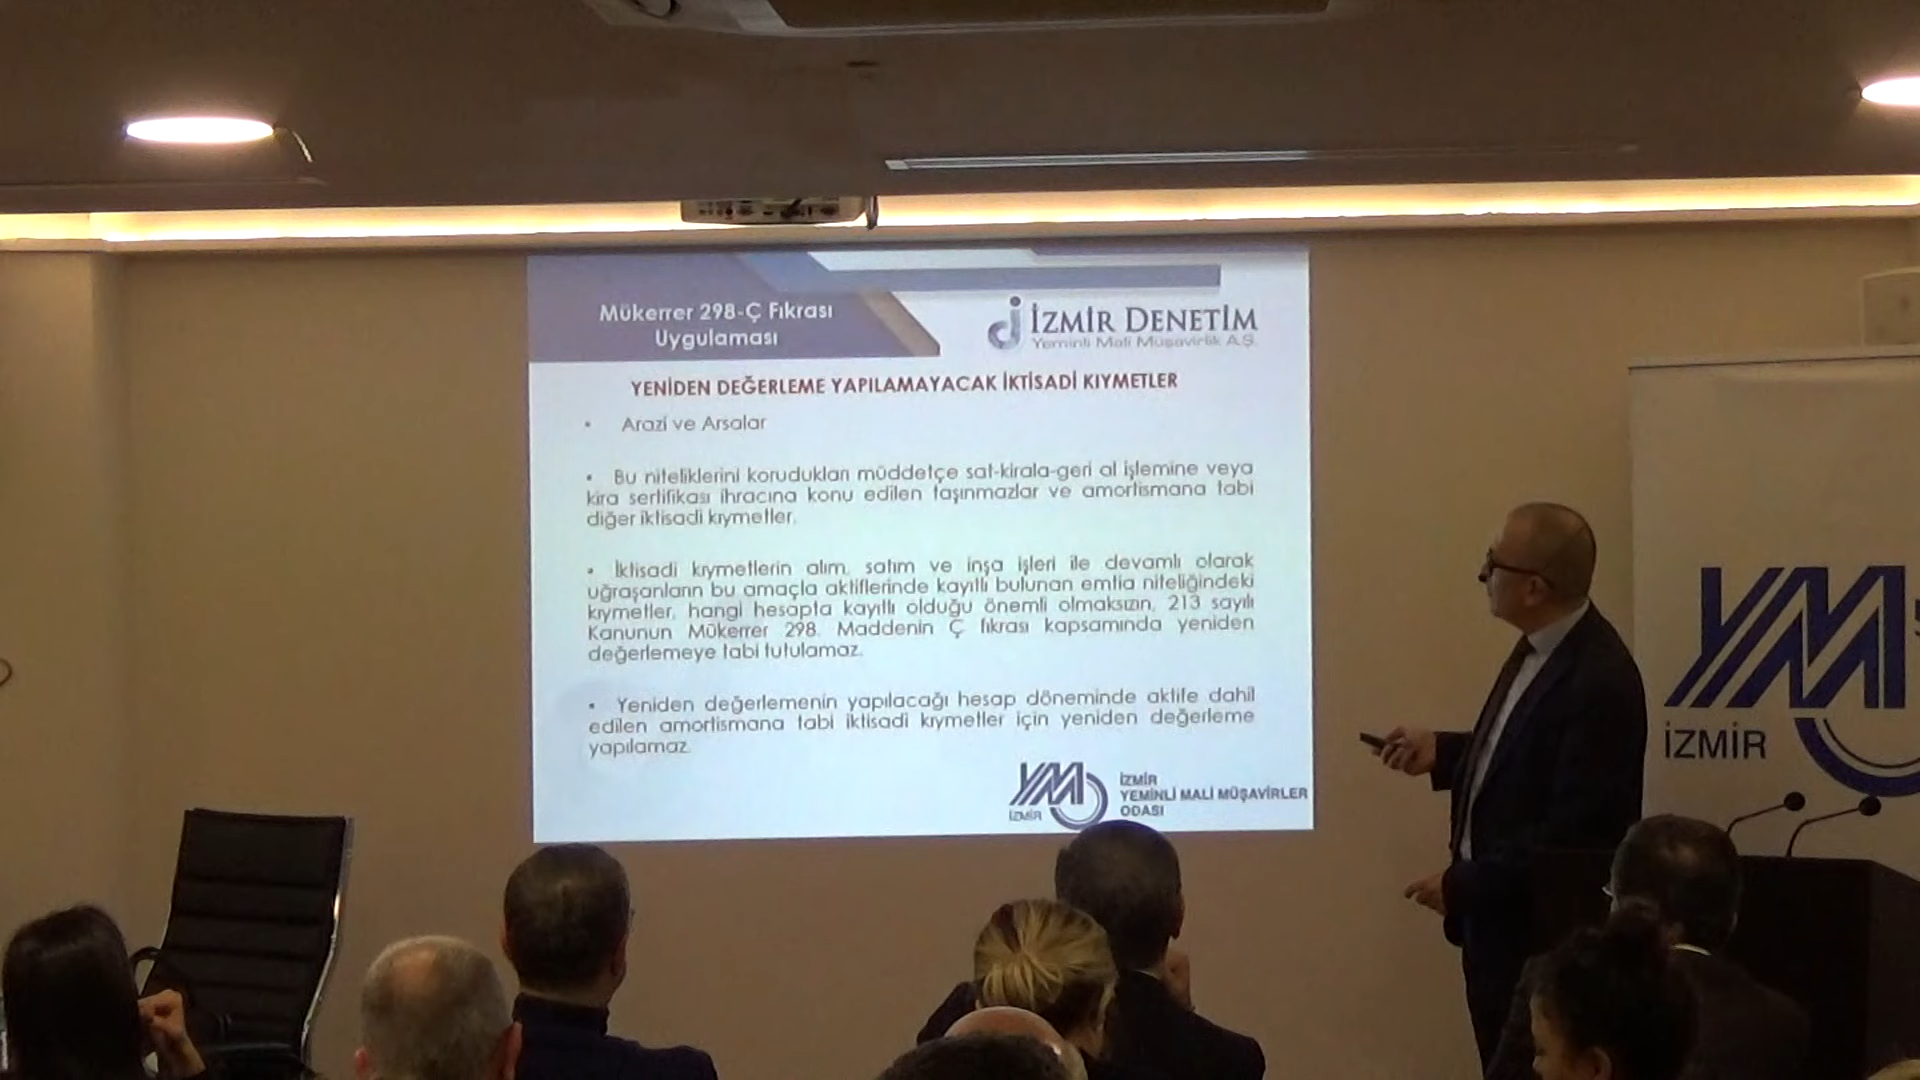 Mükerrer 298-Ç Fıkrası
Uygulaması
İZMİR DENETİM
Yeminli Mali Müşavirlik A.Ş.
YENİDEN DEĞERLEME YAPILAMAYACAK İKTİSADİ KIYMETLER
• Arazi ve Arsalar
• Bu niteliklerini korudukları müddetçe sat-kirala-geri al işlemine veya
kira sertifikası ihracına konu edilen taşınmazlar ve amortismana tabi
diğer iktisadi kıymetler.
• İktisadi kıymetlerin alım, satım ve inşa işleri ile devamlı olarak
uğraşanların bu amaçla aktiflerinde kayıtlı bulunan emtia niteliğindeki
kıymetler, hangi hesapta kayıtlı olduğu önemli olmaksızın, 213 sayılı
Kanunun Mükerrer 298. Maddenin Ç fıkrası kapsamında yeniden
değerlemeye tabi tutulamaz.
• Yeniden değerlemenin yapılacağı hesap döneminde aktife dahil
edilen amortismana tabi iktisadi kıymetler için yeniden değerleme
yapılamaz.
YMM
İZMİR
İZMİR
YEMİNLİ MALİ MÜŞAVİRLER
ODASI
YMM
İZMİR